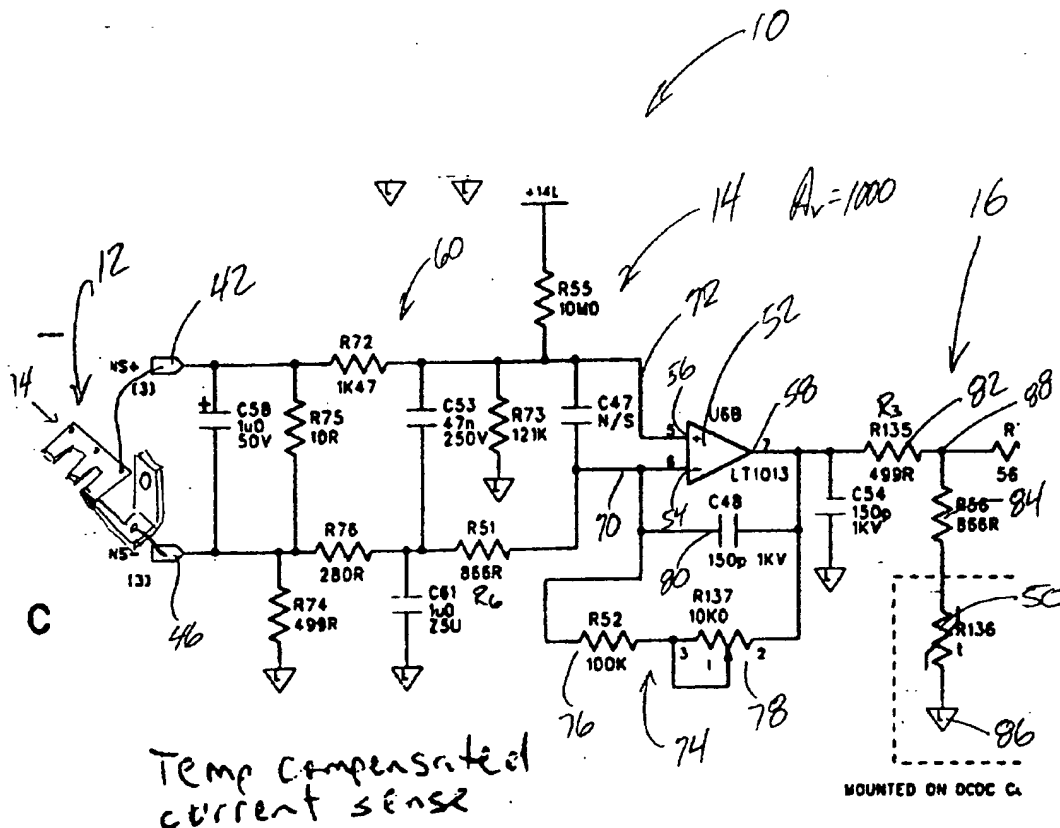 10
+14L
14
Av=1000
16
12
42
60
R55
10M0
72
52
NS+
(3)
14
R72
1K47
56
U6B
58
R3
82
88
C58
1u0
50V
R75
10R
C53
47n
250V
R73
121K
C47
N/S
5
6
7
LT1013
R135
499R
56
70
54
C48
150p 1KV
80
C54
150p
1KV
R56
866R
84
NS-
(3)
R76
280R
R51
866R
R6
R137
10K0
50
C
46
R74
499R
C61
1u0
25V
R52
100K
3
1
2
R136
t
76
74
78
86
Temp compensated
current sense
MOUNTED ON DCDC